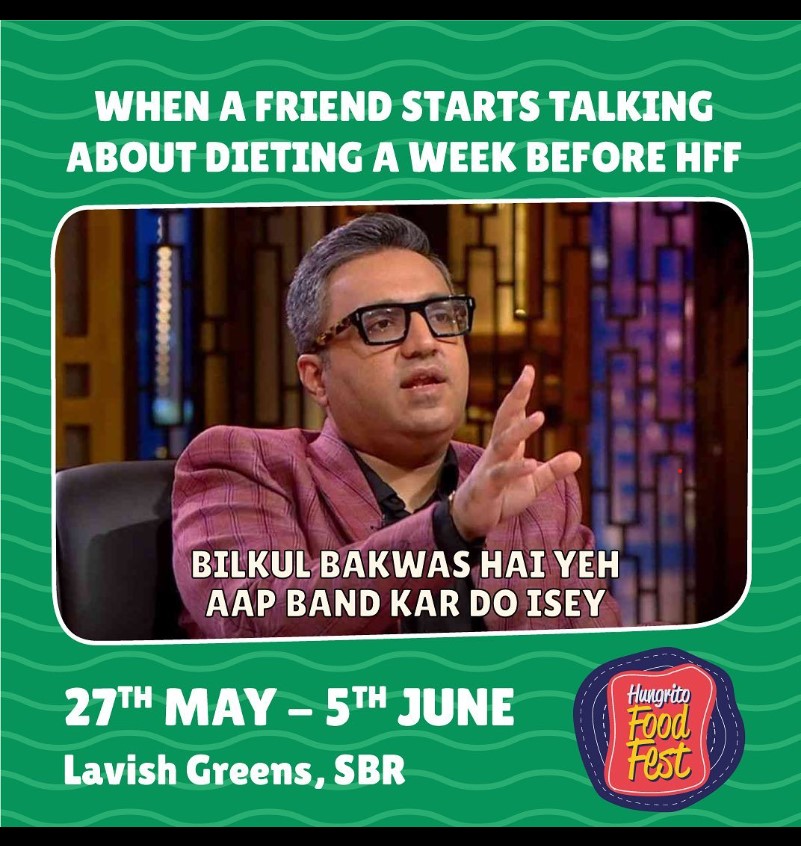 WHEN A FRIEND STARTS TALKING
ABOUT DIETING A WEEK BEFORE HFF
BILKUL BAKWAS HAI YEH
AAP BAND KAR DO ISEY
27TH MAY – 5TH JUNE
Lavish Greens, SBR
Hungrito
Food
Fest